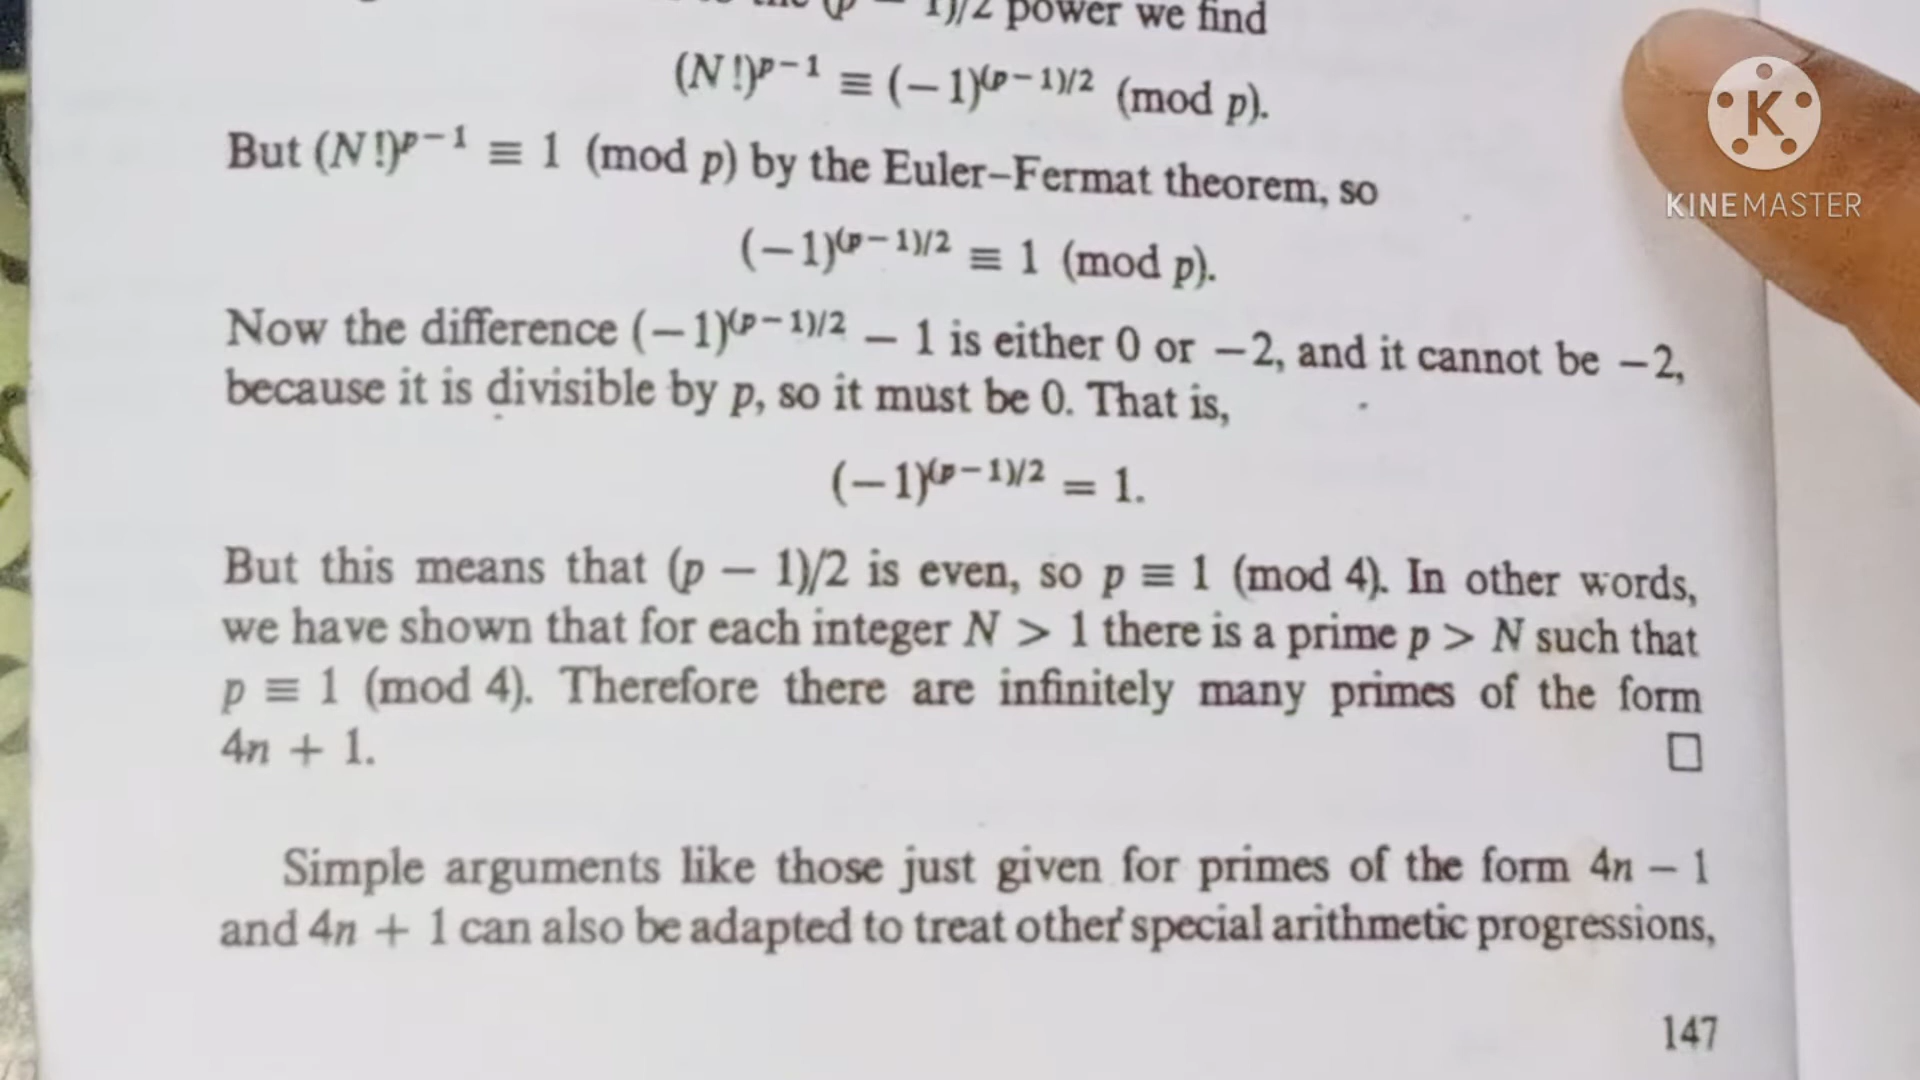 (p − 1)/2 power we find
(N!)^{p−1} ≡ (−1)^{(p−1)/2} (mod p).
But (N!)^{p−1} ≡ 1 (mod p) by the Euler–Fermat theorem, so
(−1)^{(p−1)/2} ≡ 1 (mod p).
Now the difference (−1)^{(p−1)/2} − 1 is either 0 or −2, and it cannot be −2,
because it is divisible by p, so it must be 0. That is,
(−1)^{(p−1)/2} = 1.
But this means that (p − 1)/2 is even, so p ≡ 1 (mod 4). In other words,
we have shown that for each integer N > 1 there is a prime p > N such that
p ≡ 1 (mod 4). Therefore there are infinitely many primes of the form
4n + 1. □
Simple arguments like those just given for primes of the form 4n − 1
and 4n + 1 can also be adapted to treat other special arithmetic progressions,
147
K
KINEMASTER